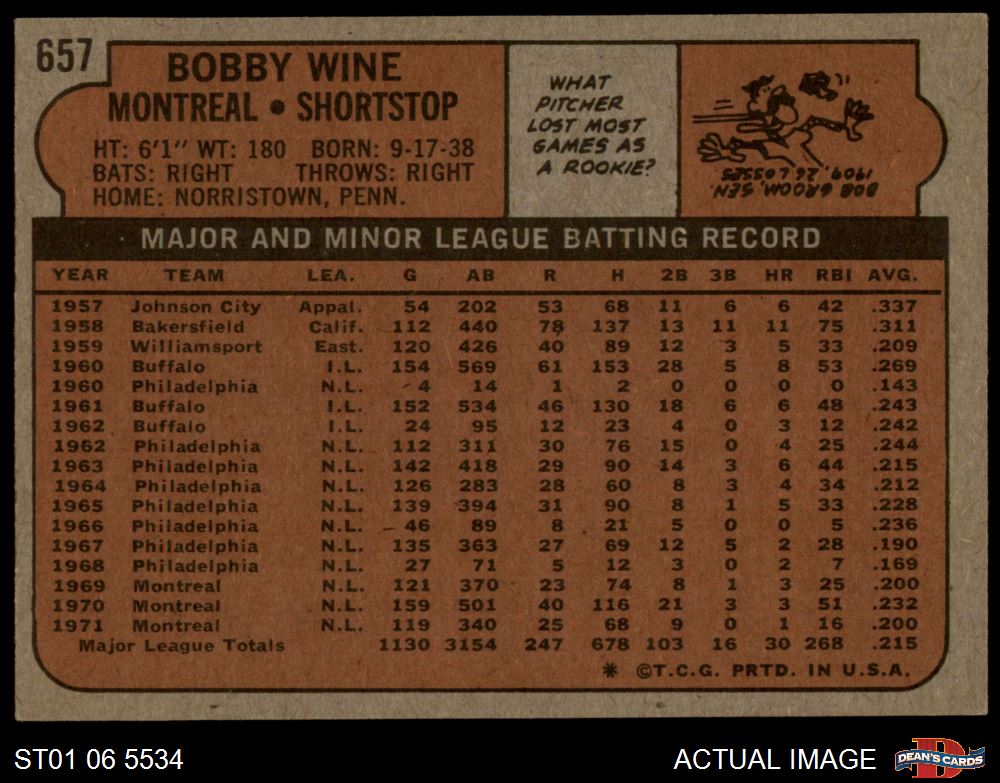 657
BOBBY WINE
MONTREAL • SHORTSTOP
HT: 6'1" WT: 180 BORN: 9-17-38
BATS: RIGHT THROWS: RIGHT
HOME: NORRISTOWN, PENN.
WHAT
PITCHER
LOST MOST
GAMES AS
A ROOKIE?
BOB GROOM, SEN.
1909, 26 LOSSES
MAJOR AND MINOR LEAGUE BATTING RECORD
YEAR TEAM LEA. G AB R H 2B 3B HR RBI AVG.
1957 Johnson City Appal. 54 202 53 68 11 6 6 42 .337
1958 Bakersfield Calif. 112 440 78 137 13 11 11 75 .311
1959 Williamsport East. 120 426 40 89 12 3 5 33 .209
1960 Buffalo I.L. 154 569 61 153 28 5 8 53 .269
1960 Philadelphia N.L. 4 14 1 2 0 0 0 0 .143
1961 Buffalo I.L. 152 534 46 130 18 6 6 48 .243
1962 Buffalo I.L. 24 95 12 23 4 0 3 12 .242
1962 Philadelphia N.L. 112 311 30 76 15 0 4 25 .244
1963 Philadelphia N.L. 142 418 29 90 14 3 6 44 .215
1964 Philadelphia N.L. 126 283 28 60 8 3 4 34 .212
1965 Philadelphia N.L. 139 394 31 90 8 1 5 33 .228
1966 Philadelphia N.L. 46 89 8 21 5 0 0 5 .236
1967 Philadelphia N.L. 135 363 27 69 12 5 2 28 .190
1968 Philadelphia N.L. 27 71 5 12 3 0 2 7 .169
1969 Montreal N.L. 121 370 23 74 8 1 3 25 .200
1970 Montreal N.L. 159 501 40 116 21 3 3 51 .232
1971 Montreal N.L. 119 340 25 68 9 0 1 16 .200
Major League Totals 1130 3154 247 678 103 16 30 268 .215
* ©T.C.G. PRTD. IN U.S.A.
ST01 06 5534
ACTUAL IMAGE
DEAN'S CARDS